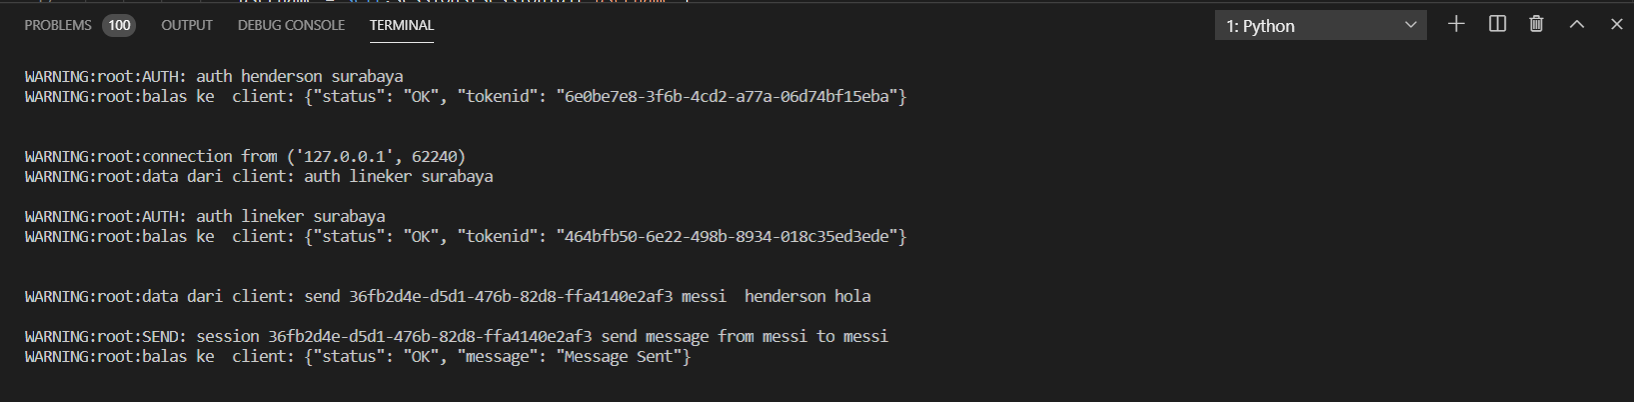 PROBLEMS 100 OUTPUT DEBUG CONSOLE TERMINAL 1: Python
WARNING:root:AUTH: auth henderson surabaya
WARNING:root:balas ke  client: {"status": "OK", "tokenid": "6e0be7e8-3f6b-4cd2-a77a-06d74bf15eba"}
WARNING:root:connection from ('127.0.0.1', 62240)
WARNING:root:data dari client: auth lineker surabaya
WARNING:root:AUTH: auth lineker surabaya
WARNING:root:balas ke  client: {"status": "OK", "tokenid": "464bfb50-6e22-498b-8934-018c35ed3ede"}
WARNING:root:data dari client: send 36fb2d4e-d5d1-476b-82d8-ffa4140e2af3 messi  henderson hola
WARNING:root:SEND: session 36fb2d4e-d5d1-476b-82d8-ffa4140e2af3 send message from messi to messi
WARNING:root:balas ke  client: {"status": "OK", "message": "Message Sent"}